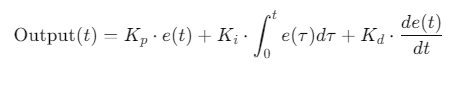 Output(t) = K_p · e(t) + K_i · ∫_0^t e(τ)dτ + K_d · de(t)/dt